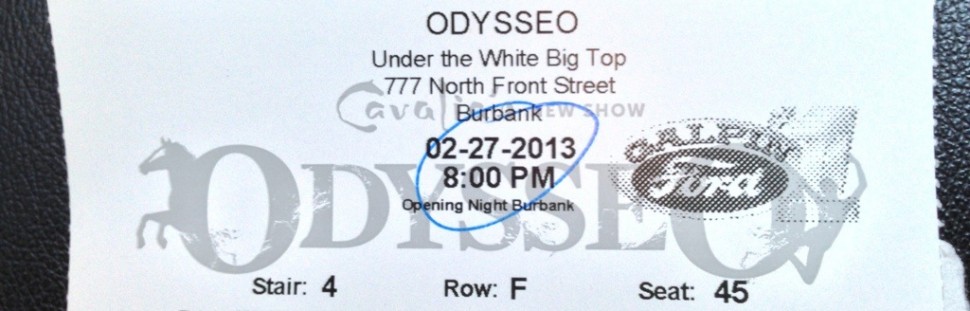 ODYSSEO
Under the White Big Top
777 North Front Street
Cavalia's NEW SHOW
Burbank
02-27-2013
8:00 PM
Opening Night Burbank
ODYSSEO
GALPIN
Ford
Stair: 4 Row: F Seat: 45